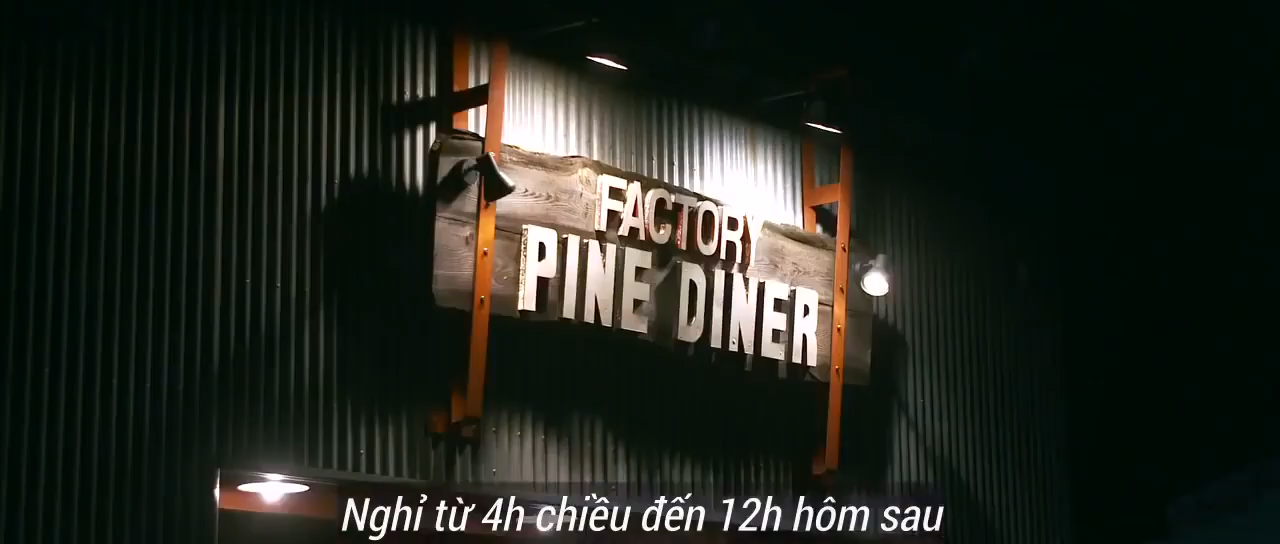 FACTORY
PINE DINER
Nghỉ từ 4h chiều đến 12h hôm sau